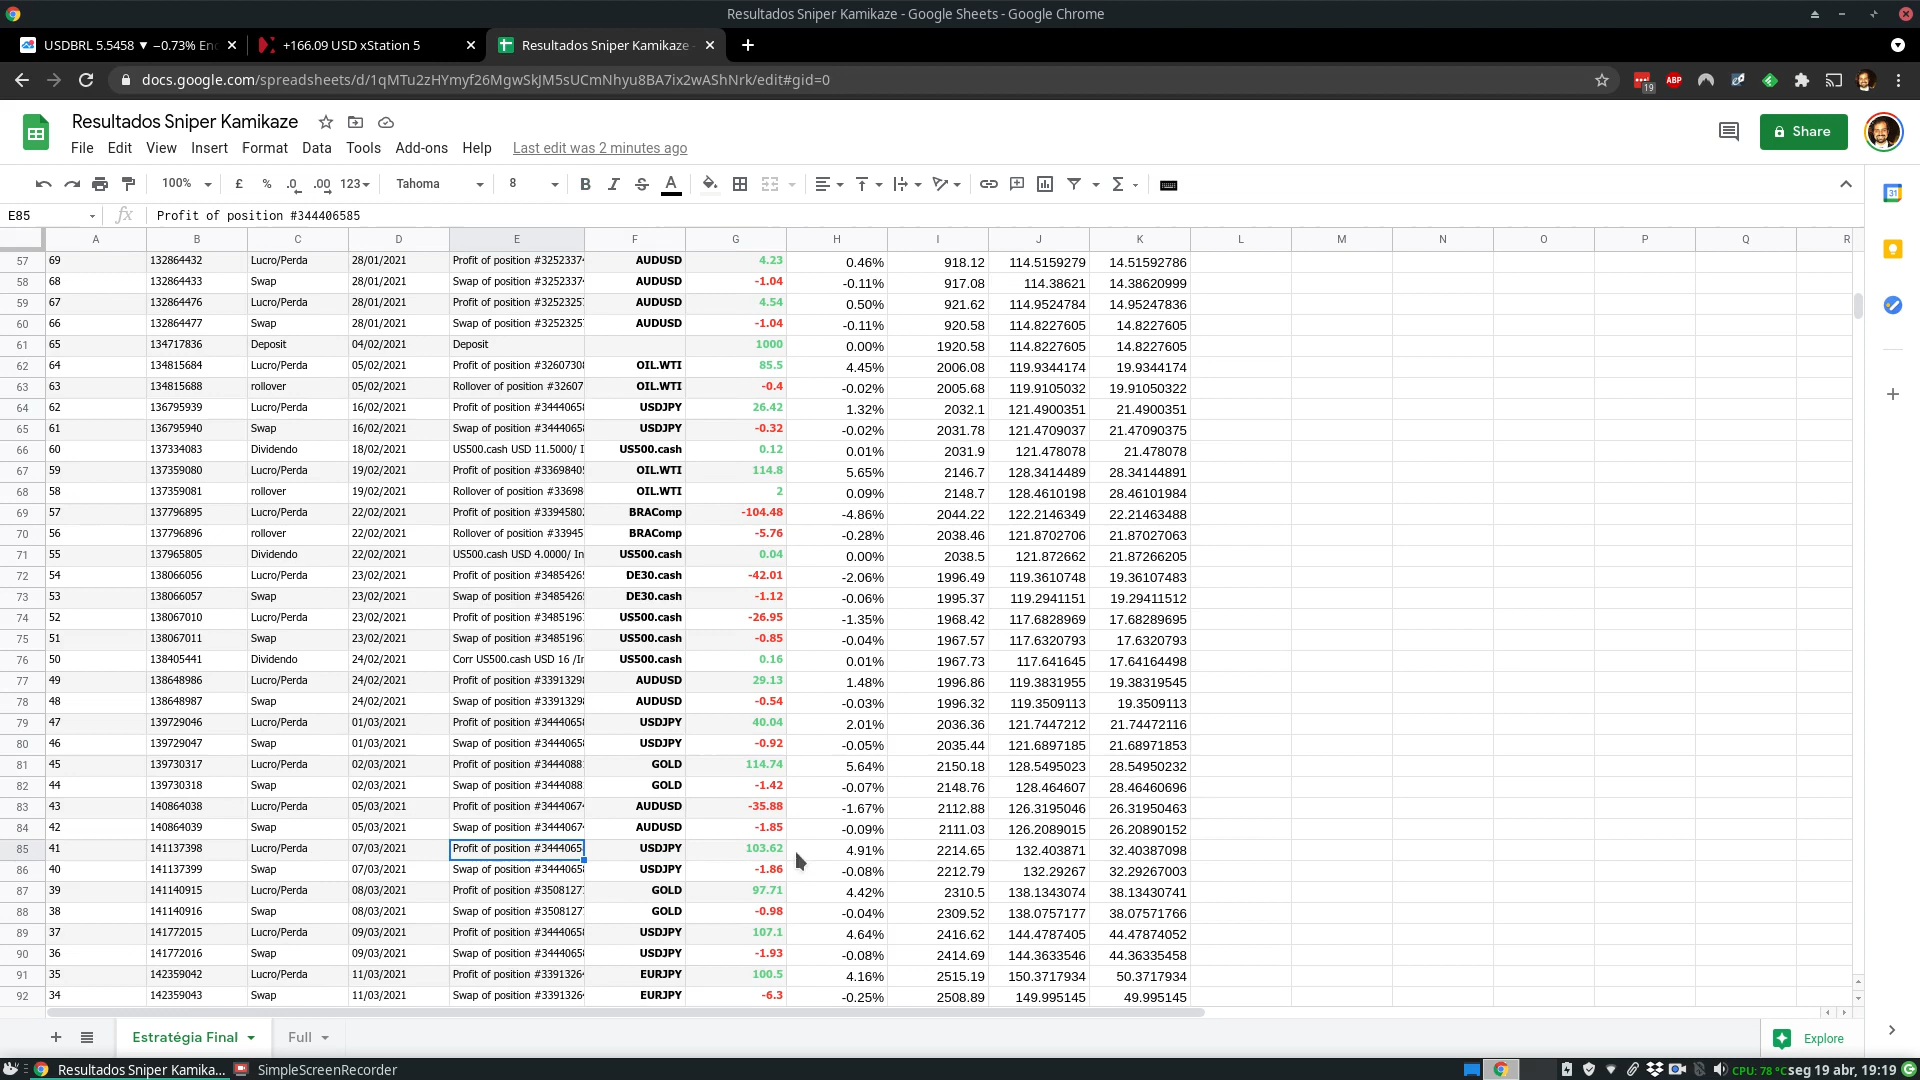 Resultados Sniper Kamikaze - Google Sheets - Google Chrome
USDBRL 5.5458 ▼ −0.73% En
+166.09 USD xStation 5
Resultados Sniper Kamikaze -
docs.google.com/spreadsheets/d/1qMTu2zHYmyf26MgwSkJM5sUCmNhyu8BA7ix2wAShNrk/edit#gid=0
19
ABP
Resultados Sniper Kamikaze
Share
File Edit View Insert Format Data Tools Add-ons Help Last edit was 2 minutes ago
100% £ % .0 .00 123 Tahoma 8 B I S A
31
E85 fx Profit of position #344406585
A B C D E F G H I J K L M N O P Q R
57 69 132864432 Lucro/Perda 28/01/2021 Profit of position #3252337 AUDUSD 4.23 0.46% 918.12 114.5159279 14.51592786
58 68 132864433 Swap 28/01/2021 Swap of position #3252337 AUDUSD -1.04 -0.11% 917.08 114.38621 14.38620999
59 67 132864476 Lucro/Perda 28/01/2021 Profit of position #3252325 AUDUSD 4.54 0.50% 921.62 114.9524784 14.95247836
60 66 132864477 Swap 28/01/2021 Swap of position #3252325 AUDUSD -1.04 -0.11% 920.58 114.8227605 14.8227605
61 65 134717836 Deposit 04/02/2021 Deposit 1000 0.00% 1920.58 114.8227605 14.8227605
62 64 134815684 Lucro/Perda 05/02/2021 Profit of position #3260730 OIL.WTI 85.5 4.45% 2006.08 119.9344174 19.9344174
63 63 134815688 rollover 05/02/2021 Rollover of position #32607 OIL.WTI -0.4 -0.02% 2005.68 119.9105032 19.91050322
64 62 136795939 Lucro/Perda 16/02/2021 Profit of position #3444065 USDJPY 26.42 1.32% 2032.1 121.4900351 21.4900351
65 61 136795940 Swap 16/02/2021 Swap of position #3444065 USDJPY -0.32 -0.02% 2031.78 121.4709037 21.47090375
66 60 137334083 Dividendo 18/02/2021 US500.cash USD 11.5000/ I US500.cash 0.12 0.01% 2031.9 121.478078 21.478078
67 59 137359080 Lucro/Perda 19/02/2021 Profit of position #3369840 OIL.WTI 114.8 5.65% 2146.7 128.3414489 28.34144891
68 58 137359081 rollover 19/02/2021 Rollover of position #33698 OIL.WTI 2 0.09% 2148.7 128.4610198 28.46101984
69 57 137796895 Lucro/Perda 22/02/2021 Profit of position #3394580 BRAComp -104.48 -4.86% 2044.22 122.2146349 22.21463488
70 56 137796896 rollover 22/02/2021 Rollover of position #33945 BRAComp -5.76 -0.28% 2038.46 121.8702706 21.87027063
71 55 137965805 Dividendo 22/02/2021 US500.cash USD 4.0000/ In US500.cash 0.04 0.00% 2038.5 121.872662 21.87266205
72 54 138066056 Lucro/Perda 23/02/2021 Profit of position #3485426 DE30.cash -42.01 -2.06% 1996.49 119.3610748 19.36107483
73 53 138066057 Swap 23/02/2021 Swap of position #3485426 DE30.cash -1.12 -0.06% 1995.37 119.2941151 19.29411512
74 52 138067010 Lucro/Perda 23/02/2021 Profit of position #3485196 US500.cash -26.95 -1.35% 1968.42 117.6828969 17.68289695
75 51 138067011 Swap 23/02/2021 Swap of position #3485196 US500.cash -0.85 -0.04% 1967.57 117.6320793 17.6320793
76 50 138405441 Dividendo 24/02/2021 Corr US500.cash USD 16 /In US500.cash 0.16 0.01% 1967.73 117.641645 17.64164498
77 49 138648986 Lucro/Perda 24/02/2021 Profit of position #3391329 AUDUSD 29.13 1.48% 1996.86 119.3831955 19.38319545
78 48 138648987 Swap 24/02/2021 Swap of position #3391329 AUDUSD -0.54 -0.03% 1996.32 119.3509113 19.3509113
79 47 139729046 Lucro/Perda 01/03/2021 Profit of position #3444065 USDJPY 40.04 2.01% 2036.36 121.7447212 21.74472116
80 46 139729047 Swap 01/03/2021 Swap of position #3444065 USDJPY -0.92 -0.05% 2035.44 121.6897185 21.68971853
81 45 139730317 Lucro/Perda 02/03/2021 Profit of position #3444088 GOLD 114.74 5.64% 2150.18 128.5495023 28.54950232
82 44 139730318 Swap 02/03/2021 Swap of position #3444088 GOLD -1.42 -0.07% 2148.76 128.464607 28.46460696
83 43 140864038 Lucro/Perda 05/03/2021 Profit of position #3444067 AUDUSD -35.88 -1.67% 2112.88 126.3195046 26.31950463
84 42 140864039 Swap 05/03/2021 Swap of position #3444067 AUDUSD -1.85 -0.09% 2111.03 126.2089015 26.20890152
85 41 141137398 Lucro/Perda 07/03/2021 Profit of position #3444065 USDJPY 103.62 4.91% 2214.65 132.403871 32.40387098
86 40 141137399 Swap 07/03/2021 Swap of position #3444065 USDJPY -1.86 -0.08% 2212.79 132.29267 32.29267003
87 39 141140915 Lucro/Perda 08/03/2021 Profit of position #3508127 GOLD 97.71 4.42% 2310.5 138.1343074 38.13430741
88 38 141140916 Swap 08/03/2021 Swap of position #3508127 GOLD -0.98 -0.04% 2309.52 138.0757177 38.07571766
89 37 141772015 Lucro/Perda 09/03/2021 Profit of position #3444065 USDJPY 107.1 4.64% 2416.62 144.4787405 44.47874052
90 36 141772016 Swap 09/03/2021 Swap of position #3444065 USDJPY -1.93 -0.08% 2414.69 144.3633546 44.36335458
91 35 142359042 Lucro/Perda 11/03/2021 Profit of position #3391326 EURJPY 100.5 4.16% 2515.19 150.3717934 50.3717934
92 34 142359043 Swap 11/03/2021 Swap of position #3391326 EURJPY -6.3 -0.25% 2508.89 149.995145 49.995145
Estratégia Final Full Explore
Resultados Sniper Kamika... SimpleScreenRecorder CPU: 78 °C seg 19 abr, 19:19